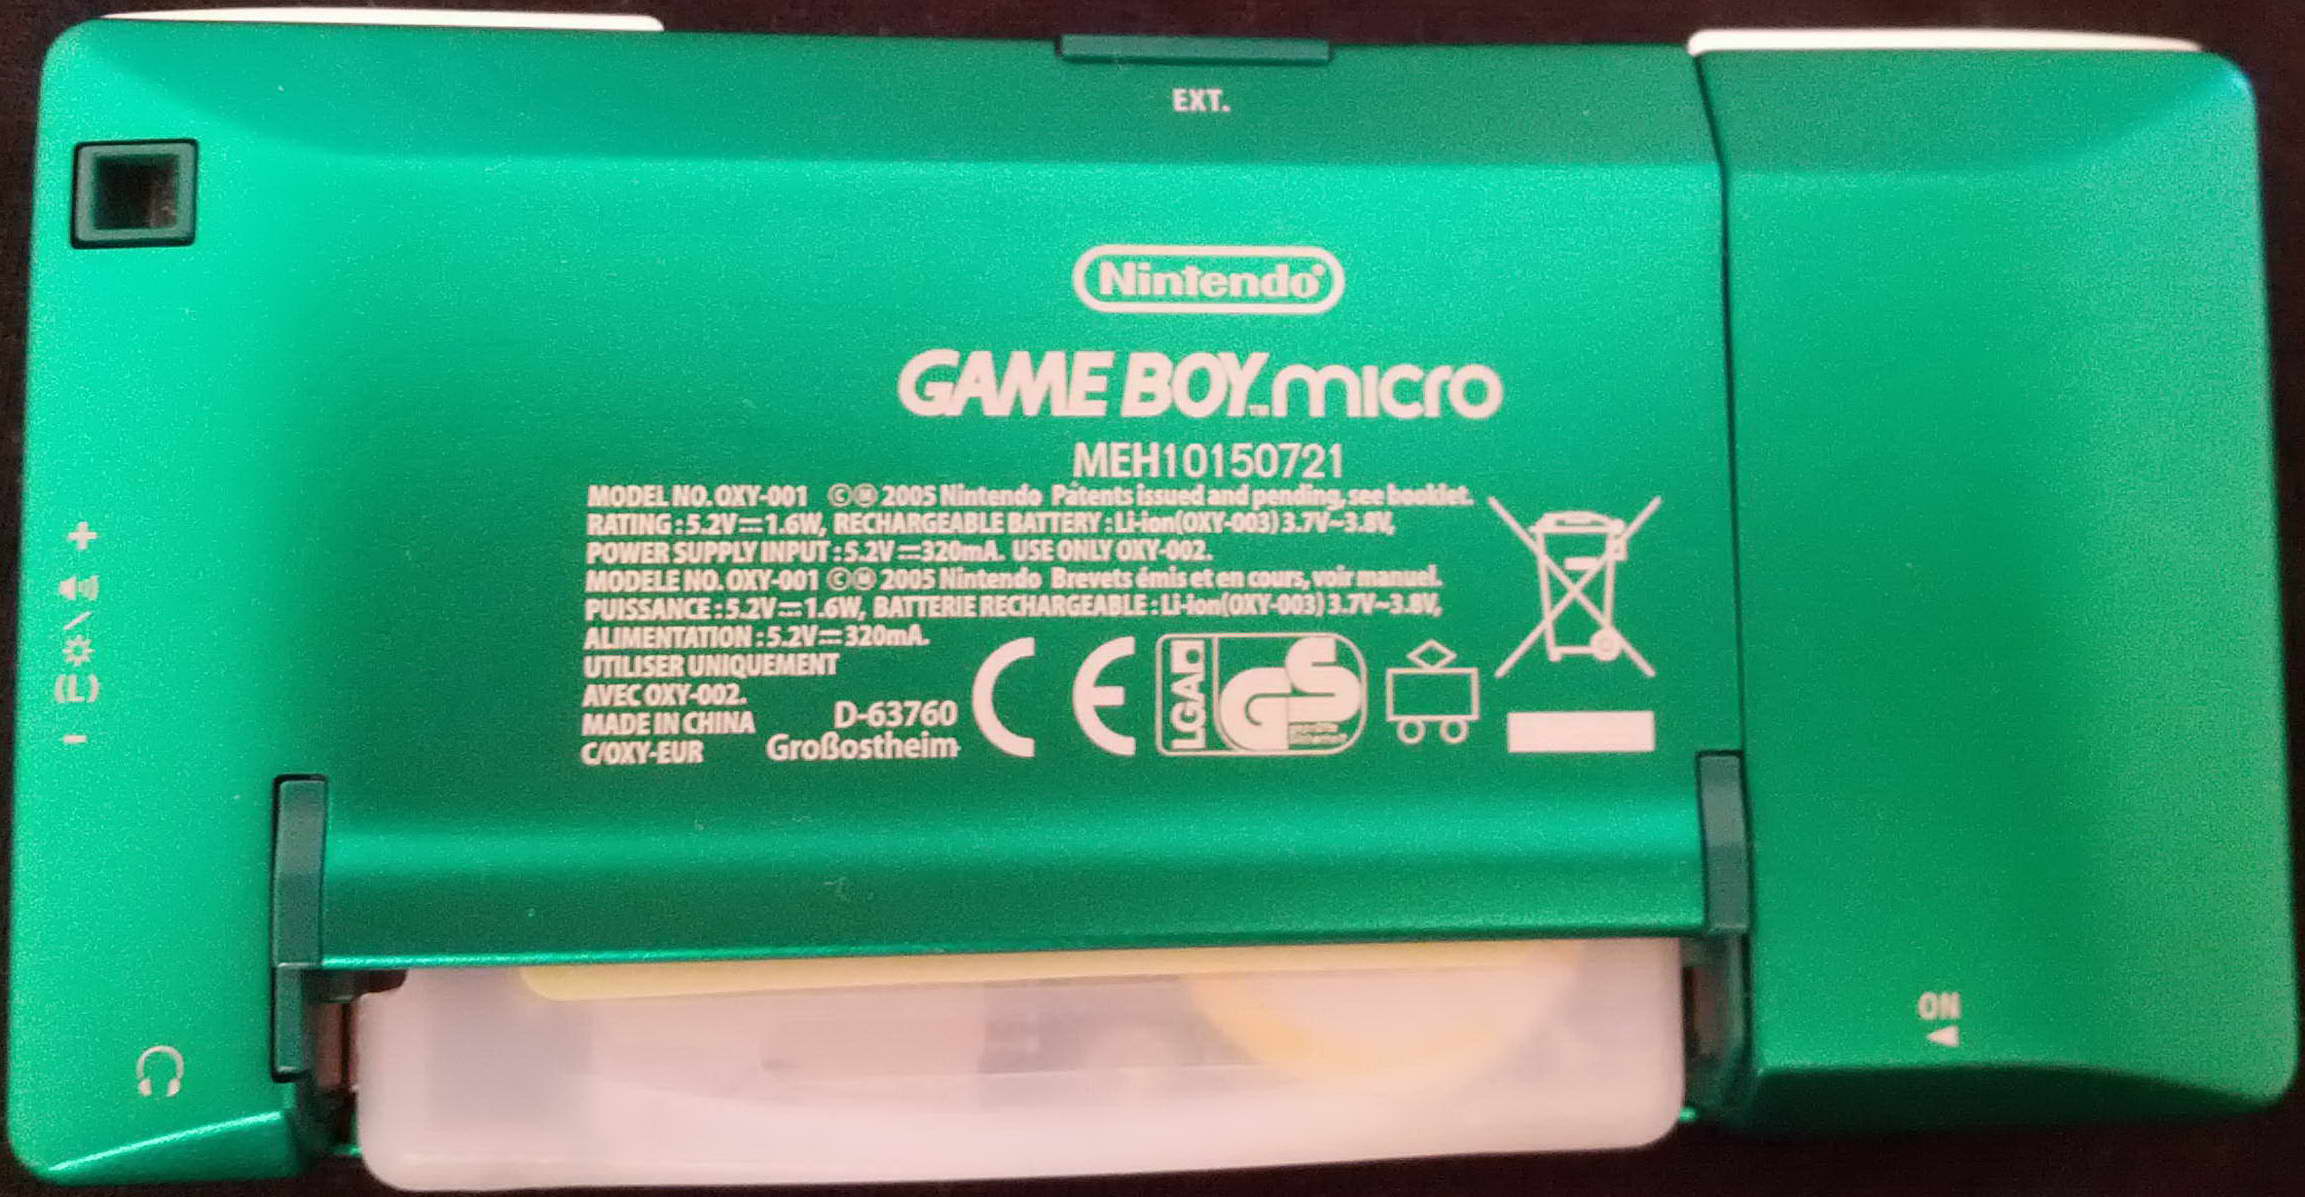 EXT.
Nintendo®
GAME BOY™ micro
MEH10150721
MODEL NO. OXY-001 ©Ⓜ 2005 Nintendo Patents issued and pending, see booklet.
RATING : 5.2V⎓1.6W, RECHARGEABLE BATTERY : Li-ion(OXY-003) 3.7V~3.8V,
POWER SUPPLY INPUT : 5.2V⎓320mA. USE ONLY OXY-002.
MODELE NO. OXY-001 ©Ⓜ 2005 Nintendo Brevets émis et en cours, voir manuel.
PUISSANCE : 5.2V⎓1.6W, BATTERIE RECHARGEABLE : Li-ion(OXY-003) 3.7V~3.8V,
ALIMENTATION : 5.2V⎓320mA.
UTILISER UNIQUEMENT
AVEC OXY-002.
MADE IN CHINA
C/OXY-EUR
D-63760
Großostheim
CE
LGAD
GS
+
/
(L)
-
ON